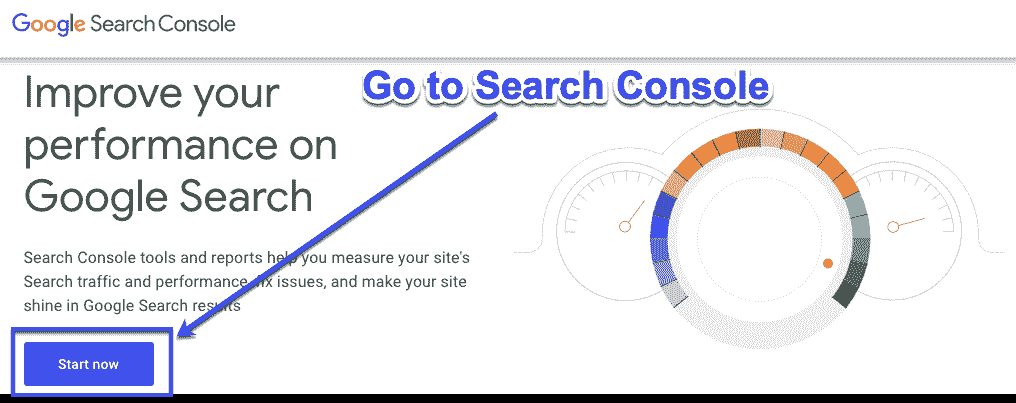 Google Search Console
Go to Search Console
Improve your
performance on
Google Search
Search Console tools and reports help you measure your site's
Search traffic and performance, fix issues, and make your site
shine in Google Search results
Start now